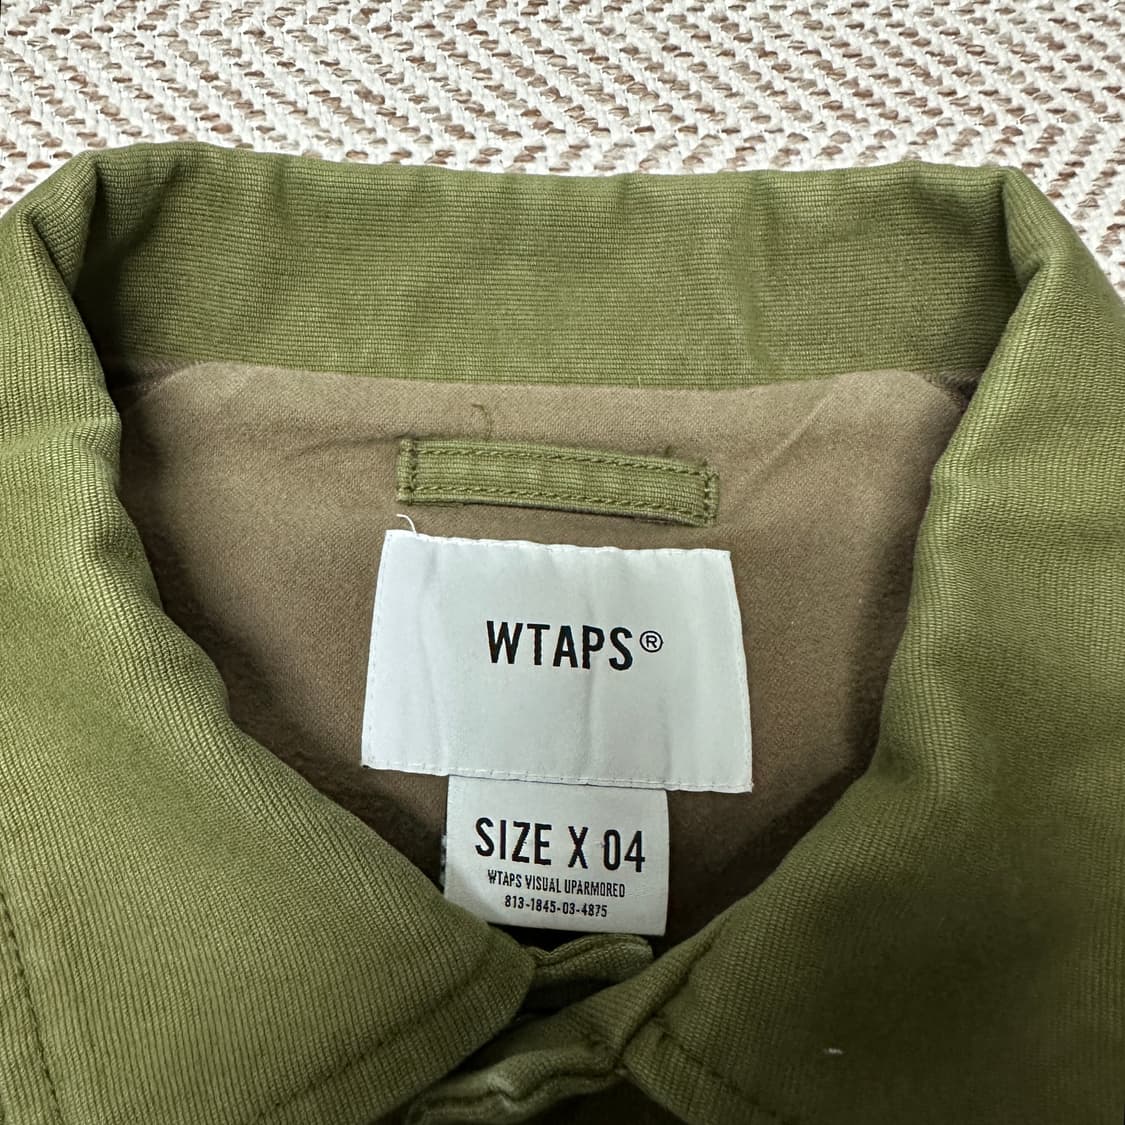 WTAPS®
SIZE X 04
WTAPS VISUAL UPARMORED
813-1845-03-4875